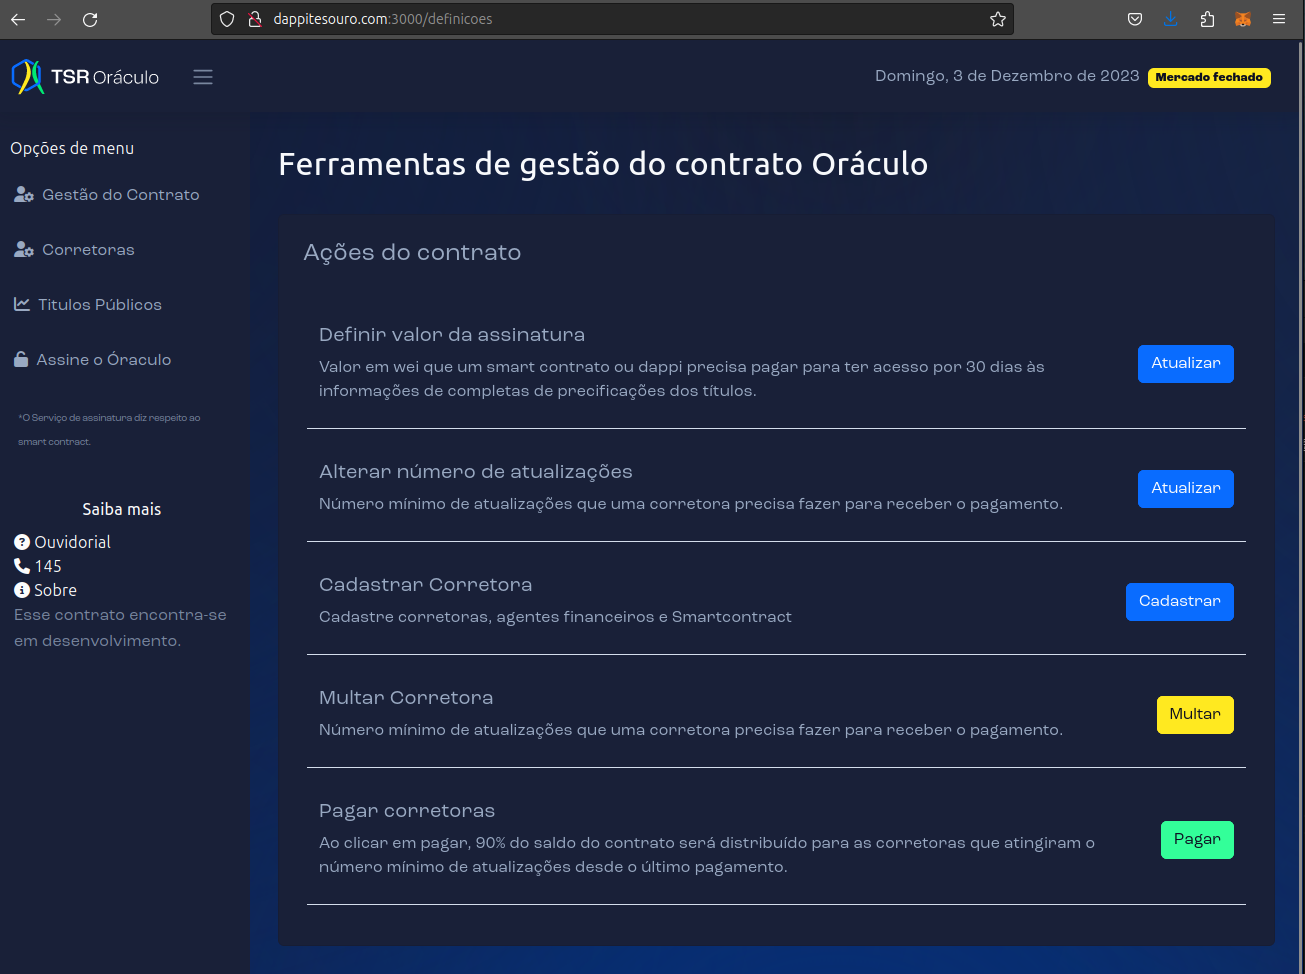 dappitesouro.com:3000/definicoes
TSR Oráculo
Domingo, 3 de Dezembro de 2023 Mercado fechado
Opções de menu
Gestão do Contrato
Corretoras
Titulos Públicos
Assine o Óraculo
*O Serviço de assinatura diz respeito ao
smart contract.
Saiba mais
Ouvidorial
145
Sobre
Esse contrato encontra-se
em desenvolvimento.
Ferramentas de gestão do contrato Oráculo
Ações do contrato
Definir valor da assinatura
Valor em wei que um smart contrato ou dappi precisa pagar para ter acesso por 30 dias às
informações de completas de precificações dos títulos.
Atualizar
Alterar número de atualizações
Número mínimo de atualizações que uma corretora precisa fazer para receber o pagamento.
Atualizar
Cadastrar Corretora
Cadastre corretoras, agentes financeiros e Smartcontract
Cadastrar
Multar Corretora
Número mínimo de atualizações que uma corretora precisa fazer para receber o pagamento.
Multar
Pagar corretoras
Ao clicar em pagar, 90% do saldo do contrato será distribuído para as corretoras que atingiram o
número mínimo de atualizações desde o último pagamento.
Pagar